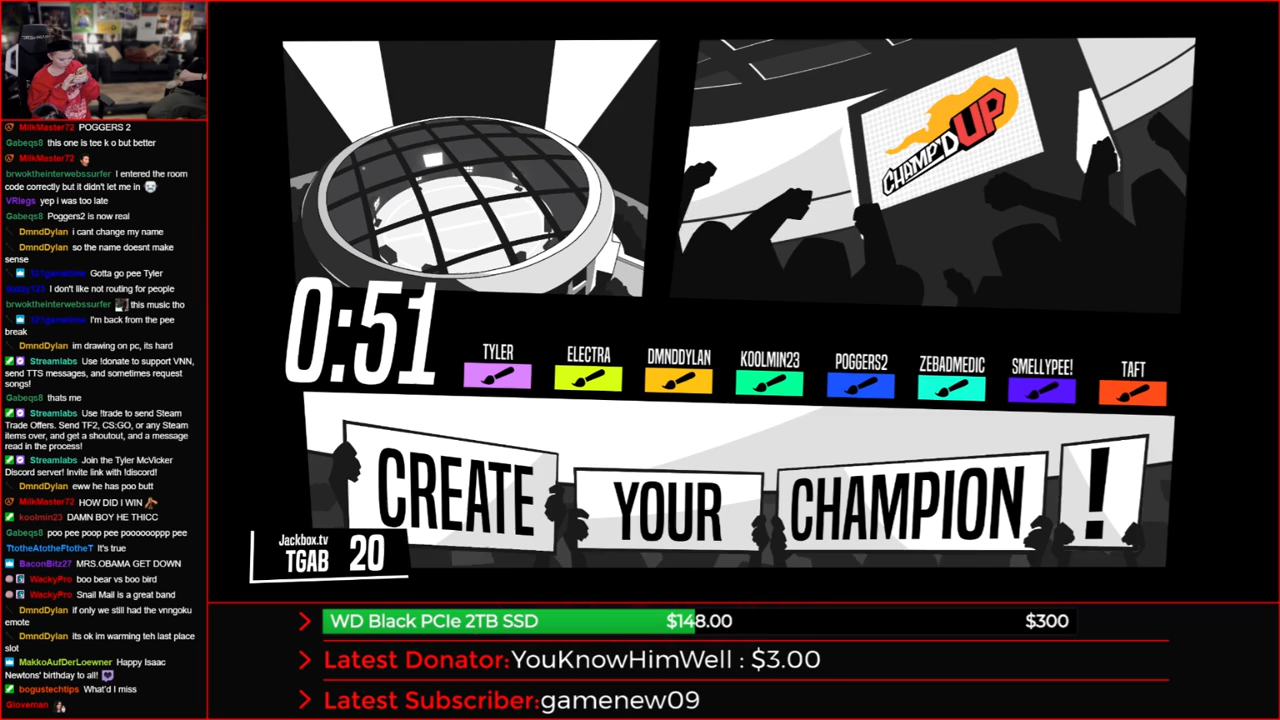 MilkMaster72 POGGERS 2
Gabeqs8 this one is tee k o but better
MilkMaster72
brwoktheinterwebssurfer I entered the room
code correctly but it didn't let me in
VRlegs yep i was too late
Gabeqs8 Poggers2 is now real
DmndDylan i cant change my name
DmndDylan so the name doesnt make
sense
Gotta go pee Tyler
I don't like not routing for people
brwoktheinterwebssurfer this music tho
I'm back from the pee
break
DmndDylan im drawing on pc, its hard
Streamlabs Use !donate to support VNN,
send TTS messages, and sometimes request
songs!
Gabeqs8 thats me
Streamlabs Use !trade to send Steam
Trade Offers. Send TF2, CS:GO, or any Steam
items over, and get a shoutout, and a message
read in the process!
Streamlabs Join the Tyler McVicker
Discord server! Invite link with !discord!
DmndDylan eww he has poo butt
MilkMaster72 HOW DID I WIN
koolmin23 DAMN BOY HE THICC
Gabeqs8 poo pee poop pee pooooooppp pee
TtotheAtotheFtotheT It's true
BaconBitz27 MRS.OBAMA GET DOWN
WackyPro boo bear vs boo bird
WackyPro Snail Mail is a great band
DmndDylan if only we still had the vnngoku
emote
DmndDylan its ok im warming teh last place
slot
MakkoAufDerLoewner Happy Isaac
Newtons' birthday to all!
bogustechtips What'd I miss
Gloveman
CHAMP'D UP
0:51
TYLER
ELECTRA
DMNDDYLAN
KOOLMIN23
POGGERS2
ZEBADMEDIC
SMELLYPEE!
TAFT
CREATE YOUR CHAMPION !
Jackbox.tv
TGAB 20
WD Black PCIe 2TB SSD $148.00 $300
Latest Donator:YouKnowHimWell : $3.00
Latest Subscriber:gamenew09